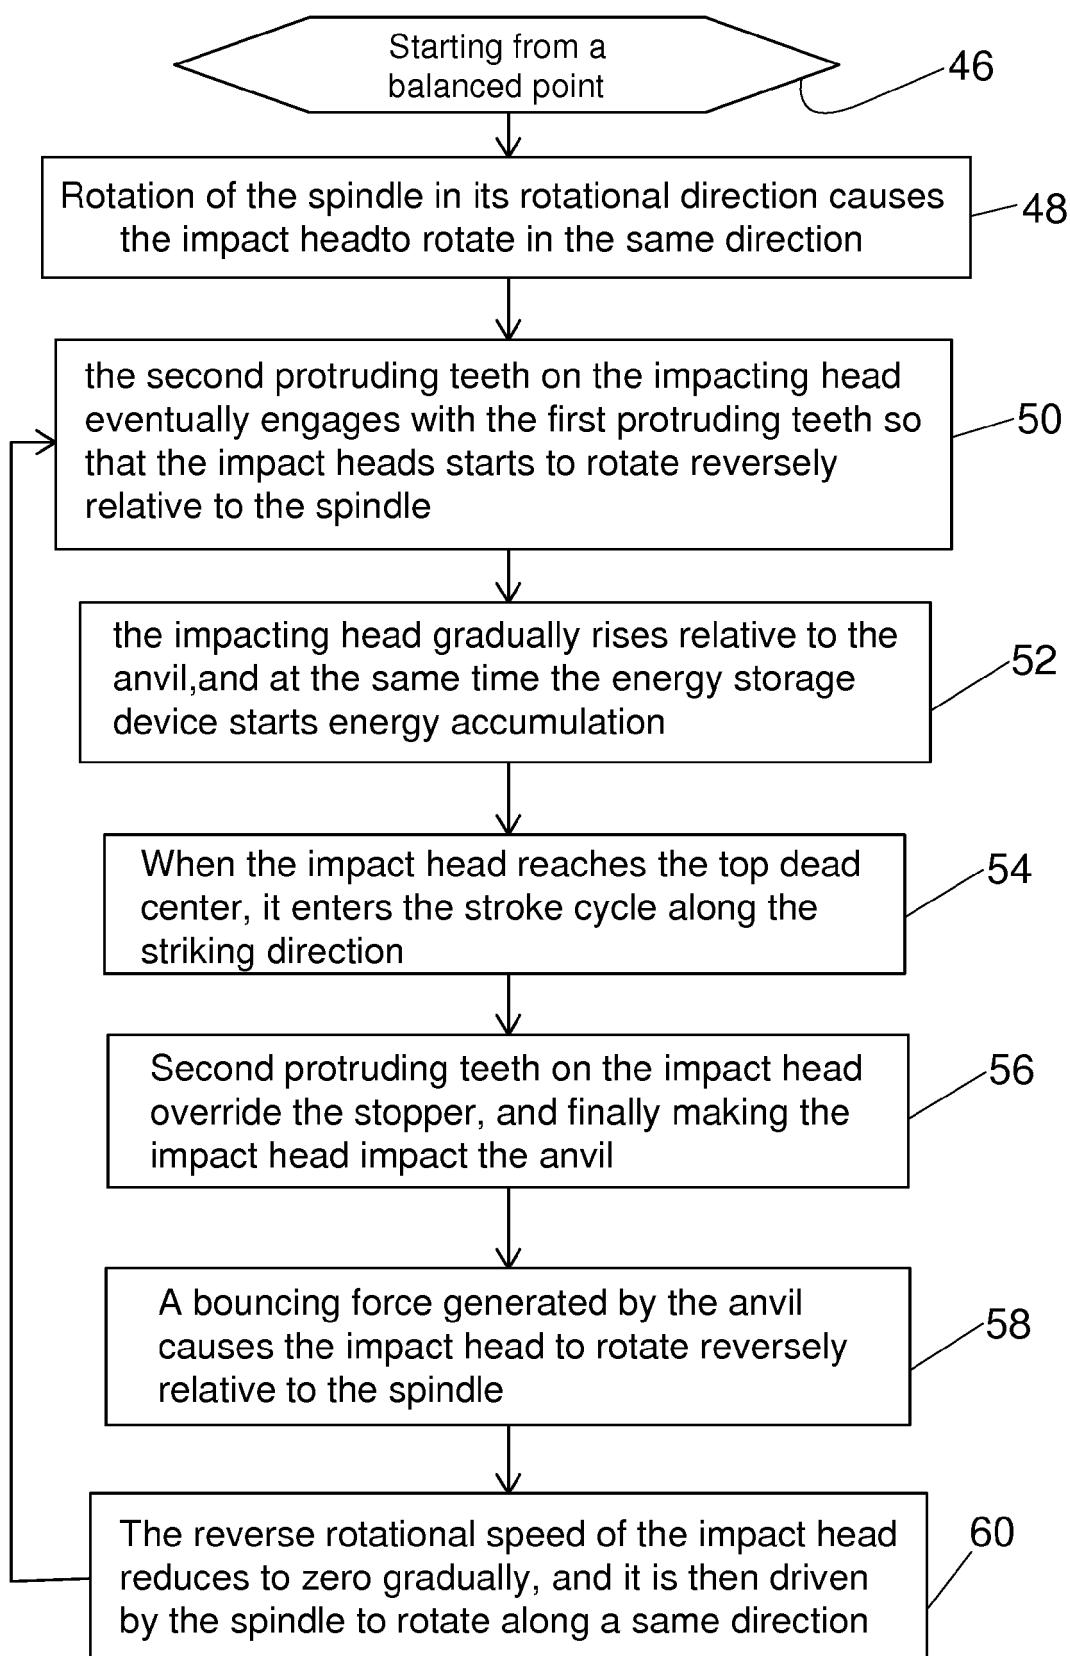 Starting from a
balanced point
46
Rotation of the spindle in its rotational direction causes
the impact headto rotate in the same direction
48
the second protruding teeth on the impacting head
eventually engages with the first protruding teeth so
that the impact heads starts to rotate reversely
relative to the spindle
50
the impacting head gradually rises relative to the
anvil,and at the same time the energy storage
device starts energy accumulation
52
When the impact head reaches the top dead
center, it enters the stroke cycle along the
striking direction
54
Second protruding teeth on the impact head
override the stopper, and finally making the
impact head impact the anvil
56
A bouncing force generated by the anvil
causes the impact head to rotate reversely
relative to the spindle
58
The reverse rotational speed of the impact head
reduces to zero gradually, and it is then driven
by the spindle to rotate along a same direction
60